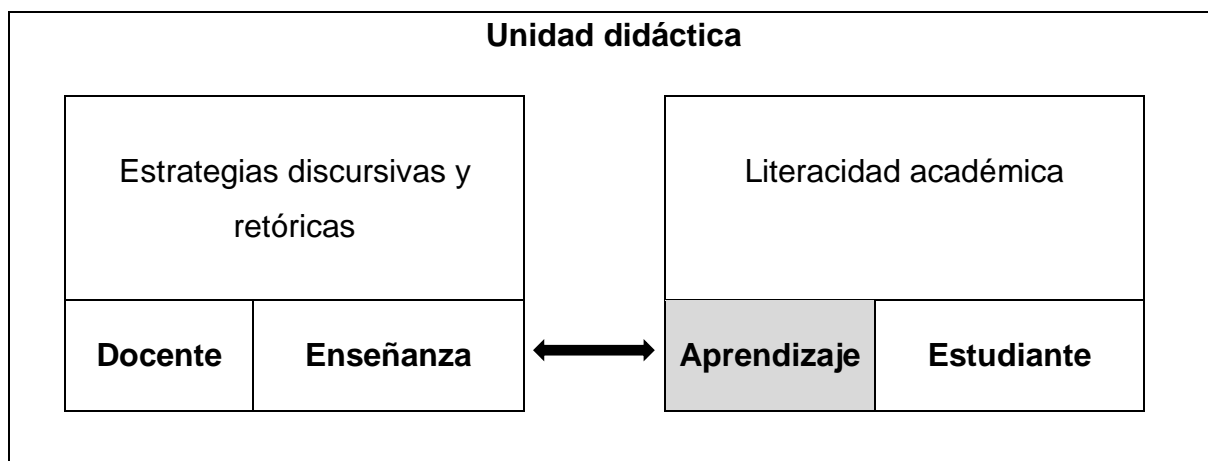 Unidad didáctica
Estrategias discursivas y
retóricas
Literacidad académica
Docente
Enseñanza
Aprendizaje
Estudiante